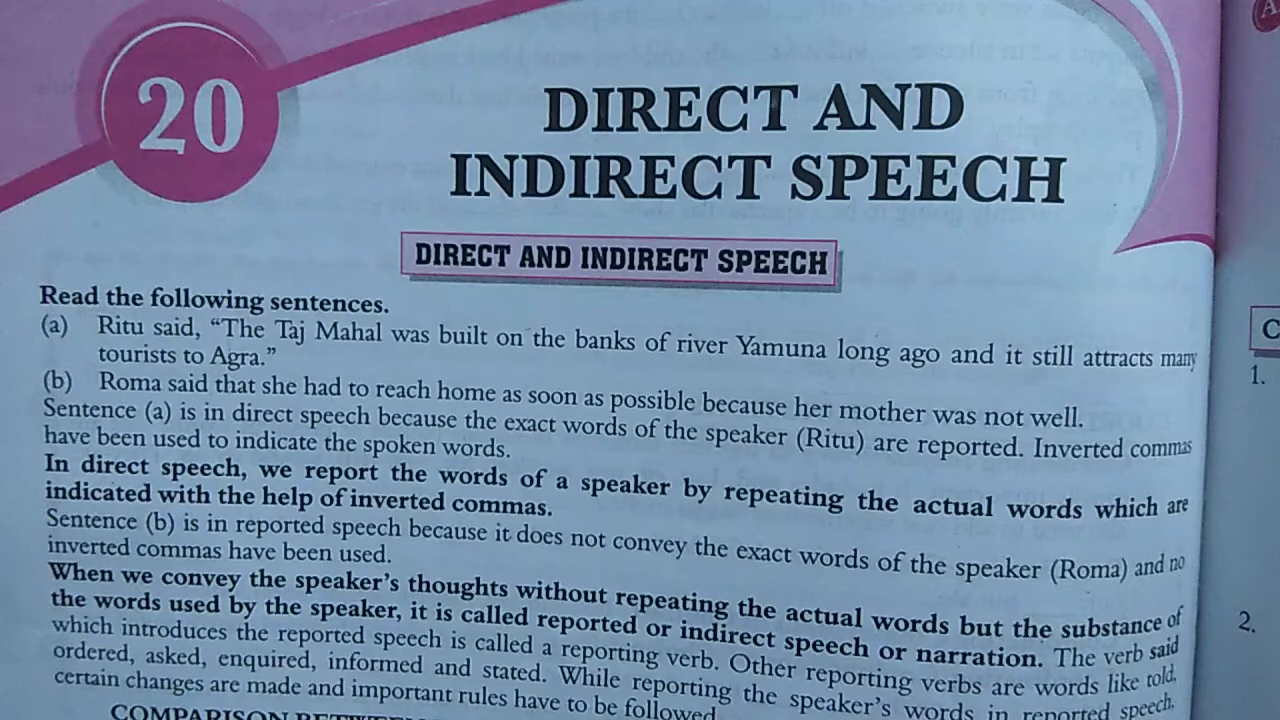 20
DIRECT AND
INDIRECT SPEECH
DIRECT AND INDIRECT SPEECH
Read the following sentences.
(a) Ritu said, “The Taj Mahal was built on the banks of river Yamuna long ago and it still attracts many
tourists to Agra.”
(b) Roma said that she had to reach home as soon as possible because her mother was not well.
Sentence (a) is in direct speech because the exact words of the speaker (Ritu) are reported. Inverted commas
have been used to indicate the spoken words.
In direct speech, we report the words of a speaker by repeating the actual words which are
indicated with the help of inverted commas.
Sentence (b) is in reported speech because it does not convey the exact words of the speaker (Roma) and no
inverted commas have been used.
When we convey the speaker’s thoughts without repeating the actual words but the substance of
the words used by the speaker, it is called reported or indirect speech or narration. The verb said
which introduces the reported speech is called a reporting verb. Other reporting verbs are words like told,
ordered, asked, enquired, informed and stated. While reporting the speaker’s words in reported speech,
certain changes are made and important rules have to be followed.
COMPARISON
1.
2.